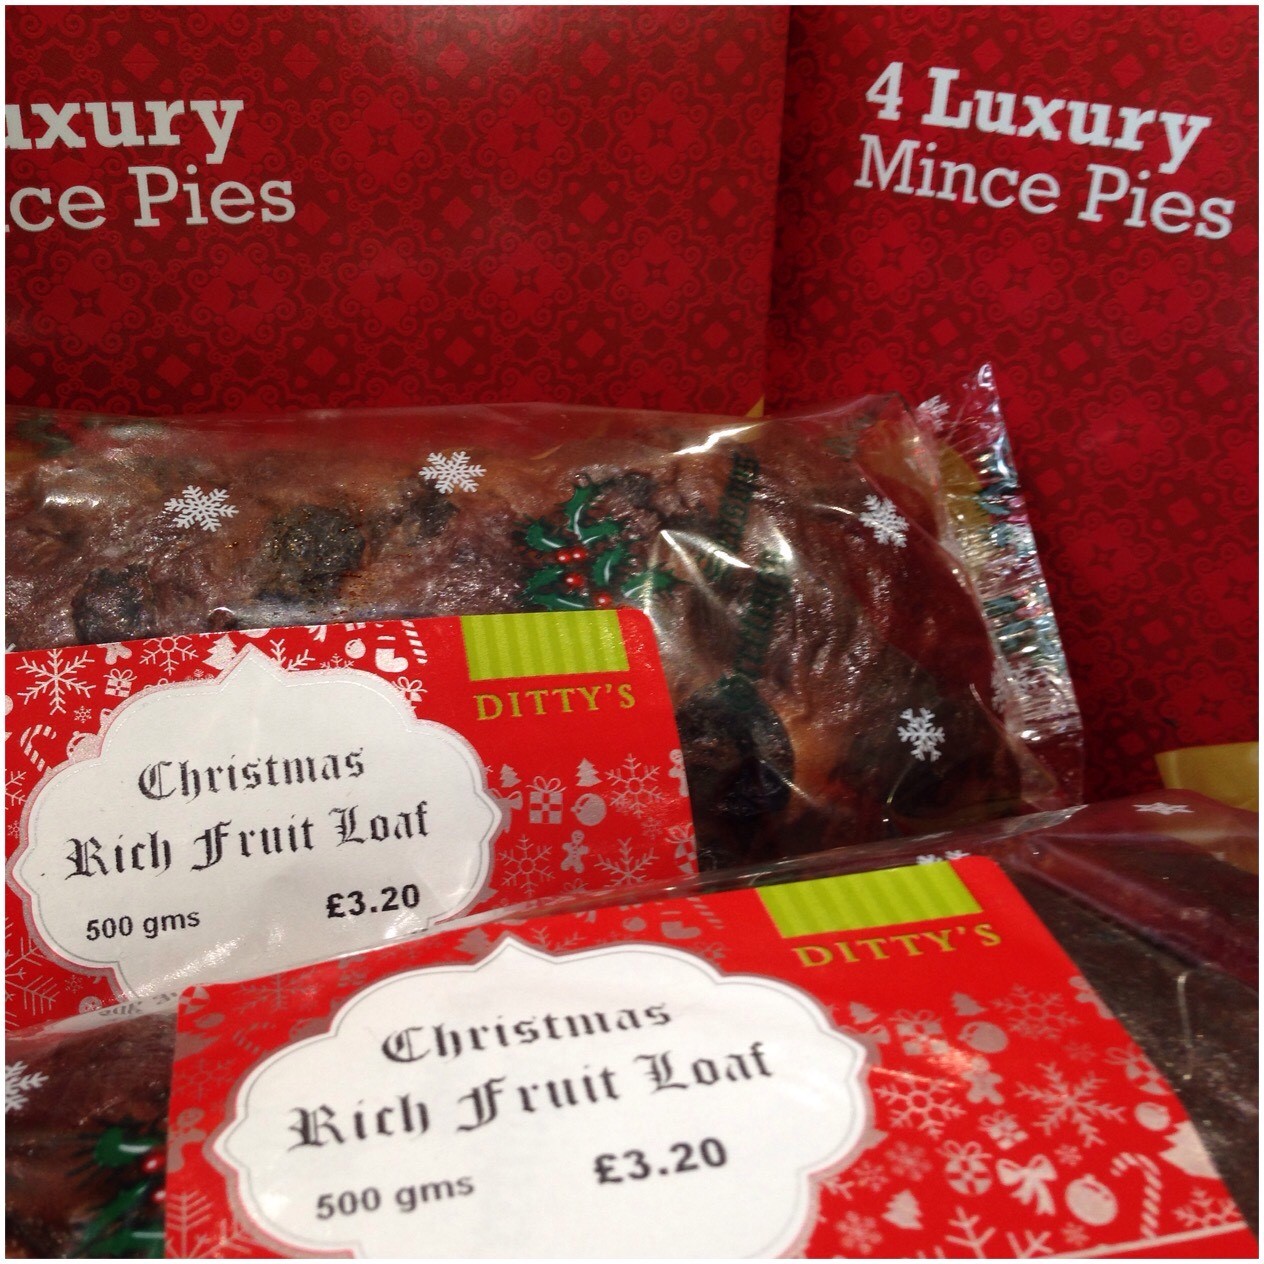 uxury
ce Pies
4 Luxury
Mince Pies
DITTY'S
Christmas
Rich Fruit Loaf
500 gms £3.20
DITTY'S
Christmas
Rich Fruit Loaf
500 gms £3.20